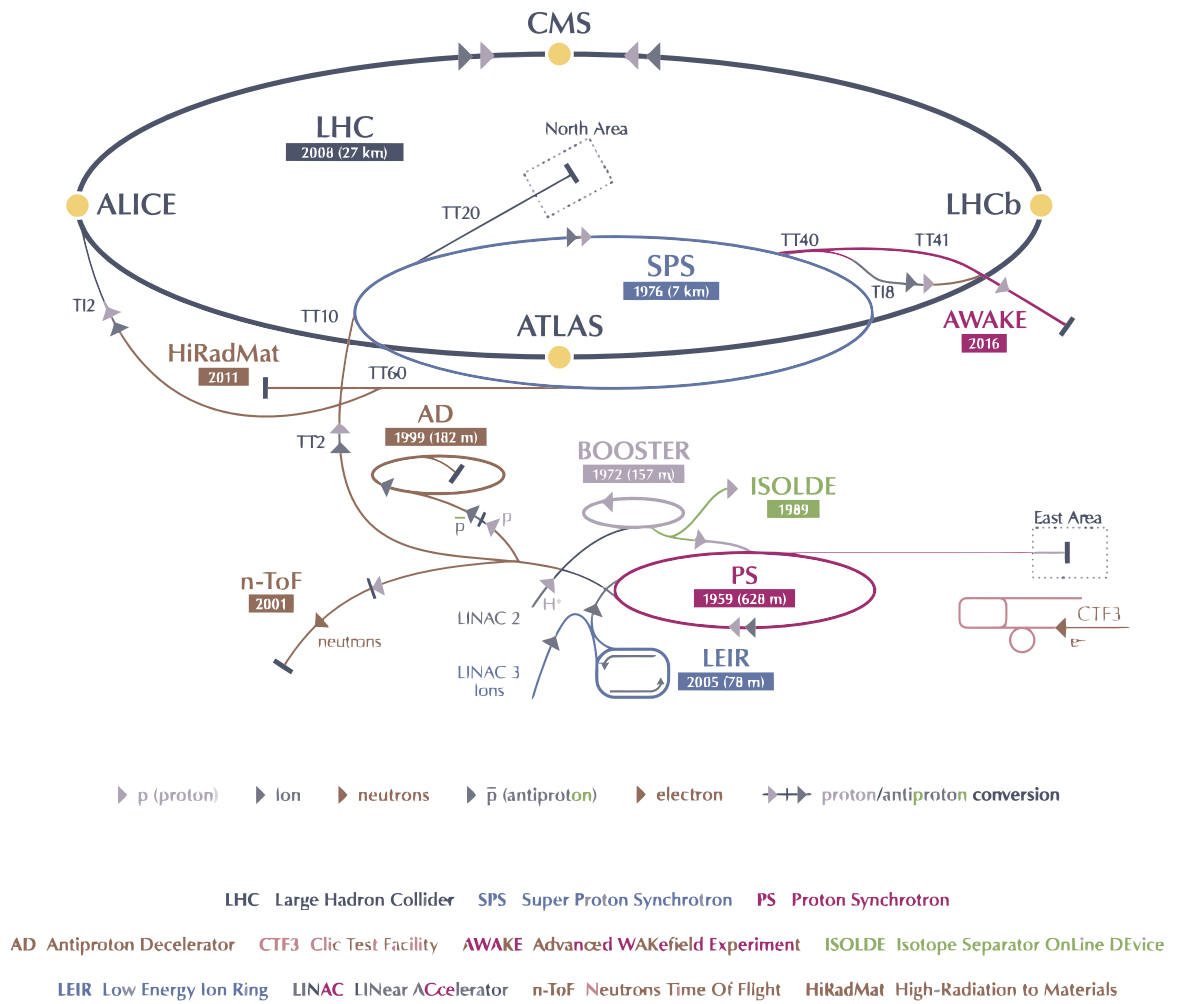 CMS
LHC
2008 (27 km)
North Area
ALICE
LHCb
TT20
TT40
TT41
SPS
1976 (7 km)
TI2
TI8
TT10
ATLAS
AWAKE
2016
HiRadMat
2011
TT60
AD
1999 (182 m)
TT2
BOOSTER
1972 (157 m)
ISOLDE
1989
p̅
p
East Area
n-ToF
2001
PS
1959 (628 m)
H⁺
LINAC 2
CTF3
neutrons
e-
LEIR
2005 (78 m)
LINAC 3
Ions
p (proton)
Ion
neutrons
p̅ (antiproton)
electron
proton/antiproton conversion
LHC Large Hadron Collider SPS Super Proton Synchrotron PS Proton Synchrotron
AD Antiproton Decelerator CTF3 Clic Test Facility AWAKE Advanced WAKefield Experiment ISOLDE Isotope Separator OnLine DEvice
LEIR Low Energy Ion Ring LINAC LINear ACcelerator n-ToF Neutrons Time Of Flight HiRadMat High-Radiation to Materials